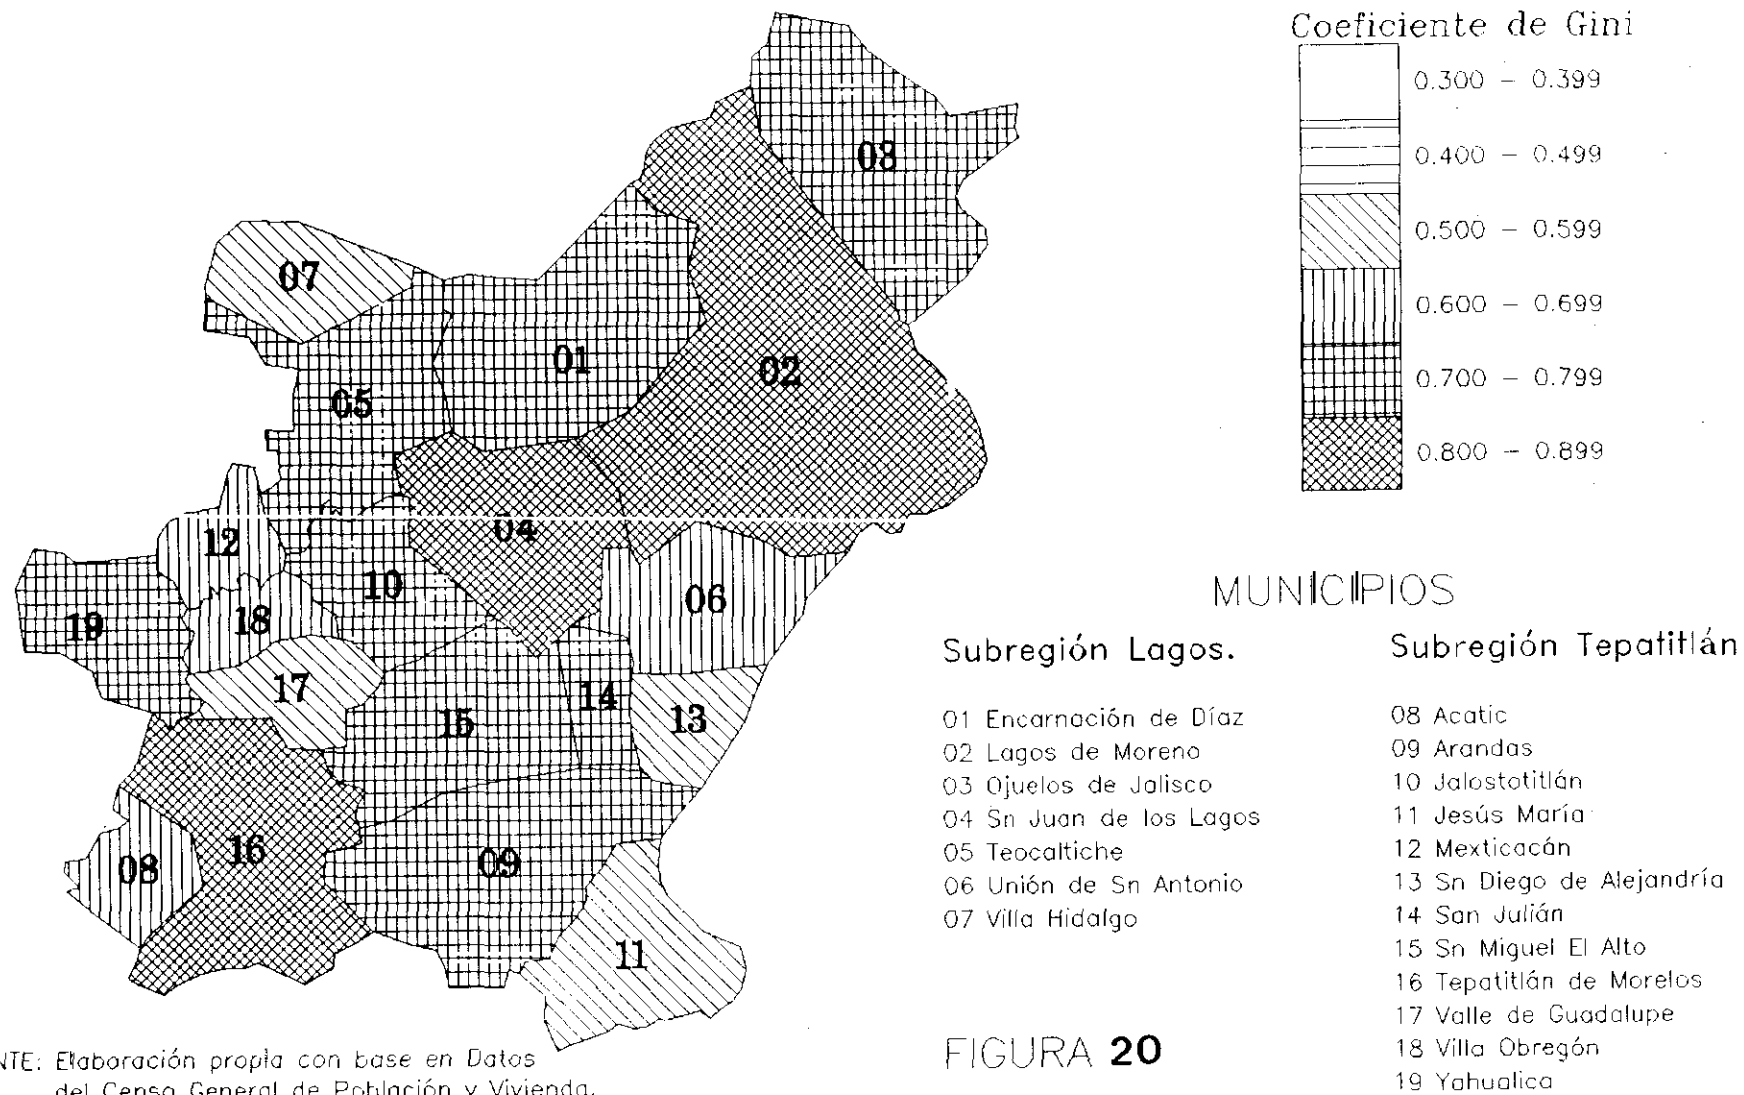 Coeficiente de Gini
0.300 - 0.399
0.400 - 0.499
0.500 - 0.599
0.600 - 0.699
0.700 - 0.799
0.800 - 0.899
03
07
01
02
05
04
12
10
06
19
18
17
14
13
15
16
08
09
11
MUNICIPIOS
Subregión Lagos.
01 Encarnación de Díaz
02 Lagos de Moreno
03 Ojuelos de Jalisco
04 Sn Juan de los Lagos
05 Teocaltiche
06 Unión de Sn Antonio
07 Villa Hidalgo
Subregión Tepatitlán
08 Acatic
09 Arandas
10 Jalostotitlán
11 Jesús María
12 Mexticacán
13 Sn Diego de Alejandría
14 San Julián
15 Sn Miguel El Alto
16 Tepatitlán de Morelos
17 Valle de Guadalupe
18 Villa Obregón
19 Yahualica
FIGURA 20
NTE: Elaboración propia con base en Datos
del Censo General de Población y Vivienda.